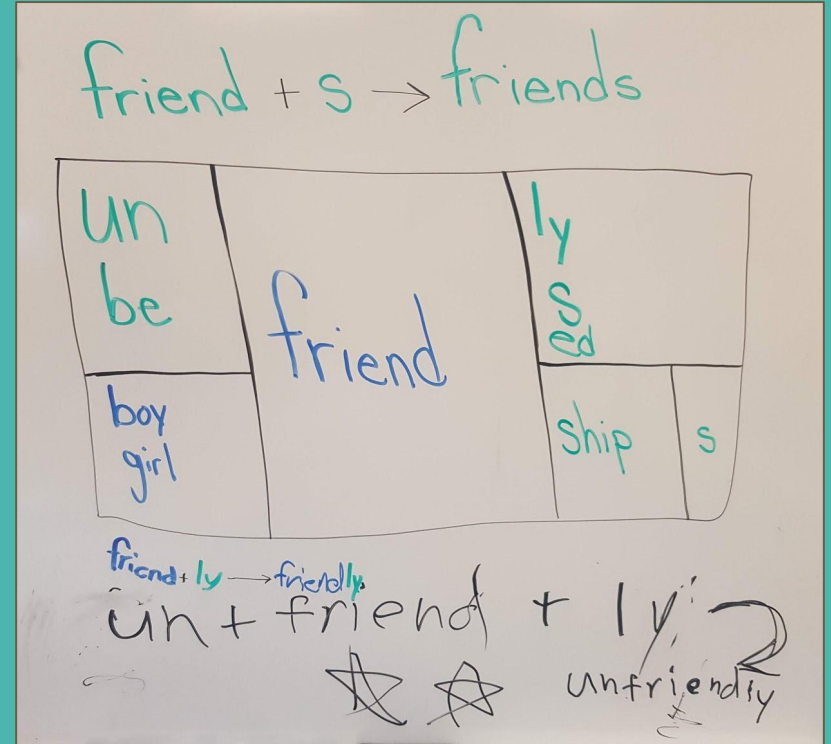 friend + s → friends
un
be
boy
girl
friend
ly
s
ed
ship
s
friend + ly → friendly
un + friend + ly
unfriendly